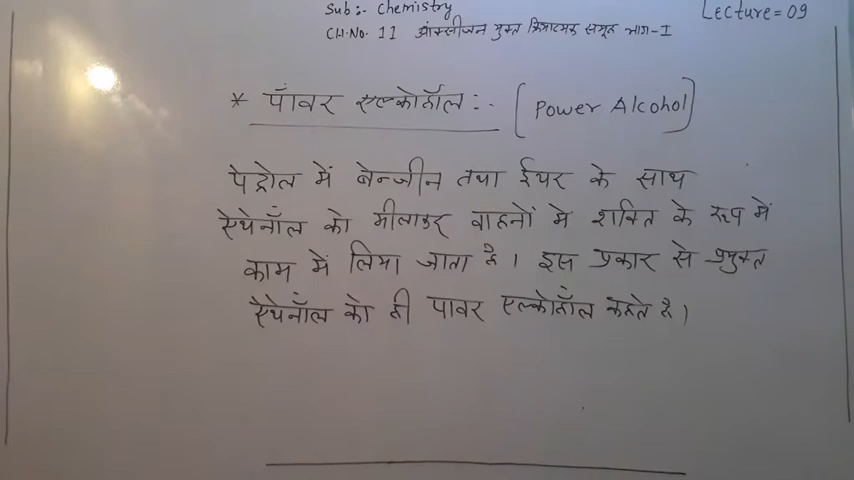 Sub:- Chemistry
Lecture = 09
CH.No. 11 ऑक्सीजन युक्त क्रियात्मक समूह भाग-I
* पॉवर एल्कोहॉल :- [Power Alcohol]
पेट्रोल में बेन्जीन तथा ईथर के साथ
ऐथेनॉल को मीलाकर वाहनों मे शक्ति के रूप में
काम में लिया जाता है। इस प्रकार से प्रयुक्त
ऐथेनॉल को ही पावर एल्कोहॉल कहते है।